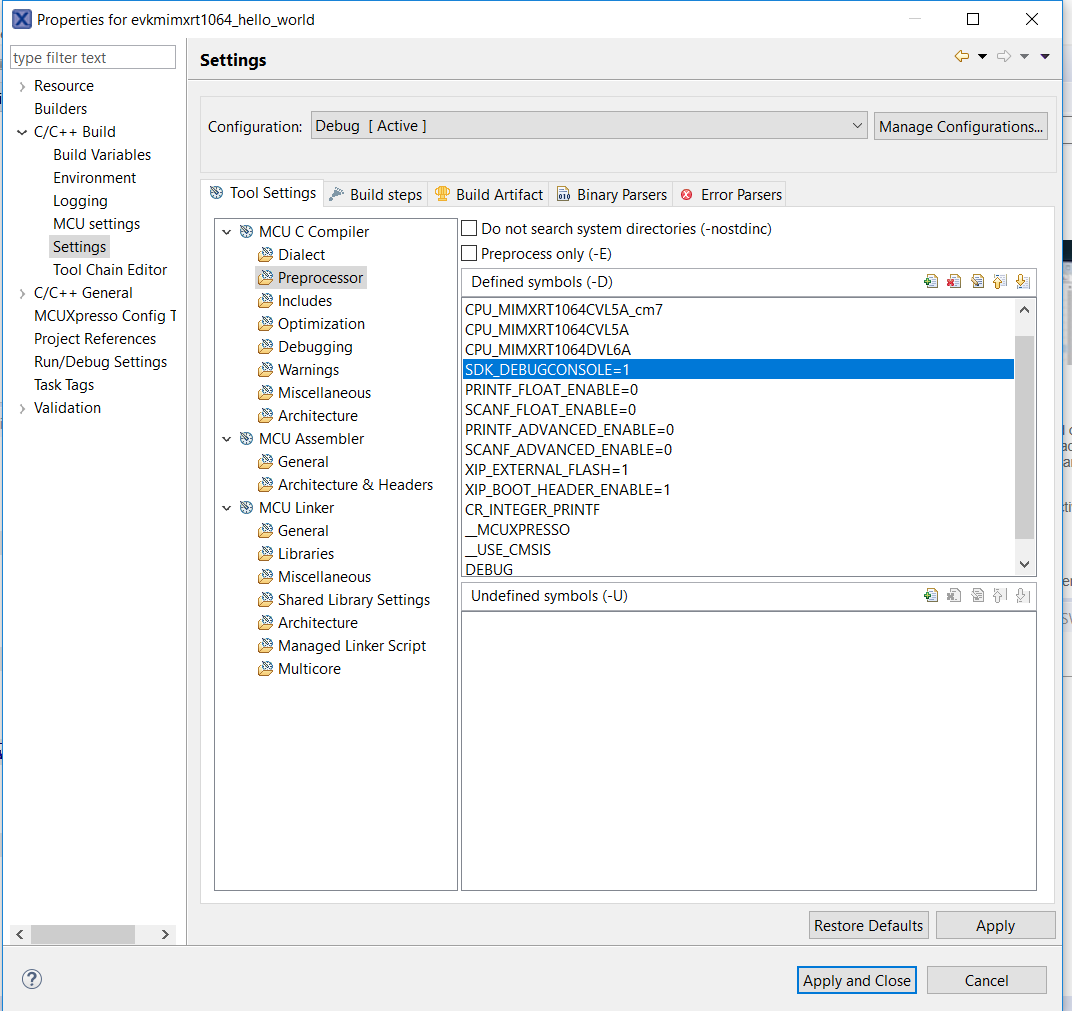 Properties for evkmimxrt1064_hello_world
type filter text
Resource
Builders
C/C++ Build
Build Variables
Environment
Logging
MCU settings
Settings
Tool Chain Editor
C/C++ General
MCUXpresso Config T
Project References
Run/Debug Settings
Task Tags
Validation
Settings
Configuration: Debug [ Active ] Manage Configurations...
Tool Settings Build steps Build Artifact Binary Parsers Error Parsers
MCU C Compiler
Dialect
Preprocessor
Includes
Optimization
Debugging
Warnings
Miscellaneous
Architecture
MCU Assembler
General
Architecture & Headers
MCU Linker
General
Libraries
Miscellaneous
Shared Library Settings
Architecture
Managed Linker Script
Multicore
Do not search system directories (-nostdinc)
Preprocess only (-E)
Defined symbols (-D)
CPU_MIMXRT1064CVL5A_cm7
CPU_MIMXRT1064CVL5A
CPU_MIMXRT1064DVL6A
SDK_DEBUGCONSOLE=1
PRINTF_FLOAT_ENABLE=0
SCANF_FLOAT_ENABLE=0
PRINTF_ADVANCED_ENABLE=0
SCANF_ADVANCED_ENABLE=0
XIP_EXTERNAL_FLASH=1
XIP_BOOT_HEADER_ENABLE=1
CR_INTEGER_PRINTF
__MCUXPRESSO
__USE_CMSIS
DEBUG
Undefined symbols (-U)
Restore Defaults Apply
Apply and Close Cancel